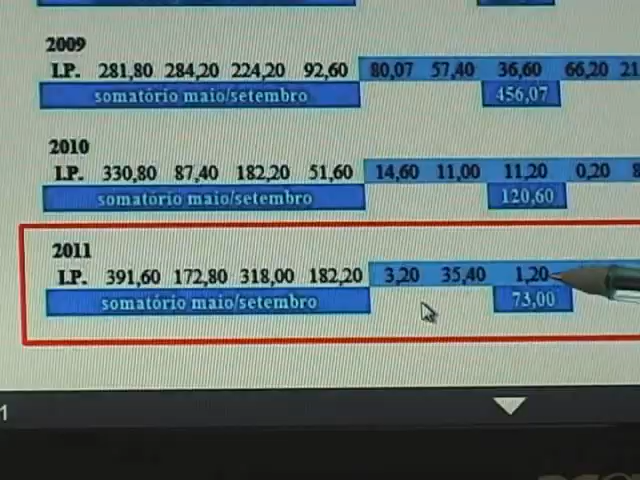 2009
I.P. 281,80 284,20 224,20 92,60 80,07 57,40 36,60 66,20 21
somatório maio/setembro 456,07
2010
I.P. 330,80 87,40 182,20 51,60 14,60 11,00 11,20 0,20 8
somatório maio/setembro 120,60
2011
I.P. 391,60 172,80 318,00 182,20 3,20 35,40 1,20
somatório maio/setembro 73,00
1